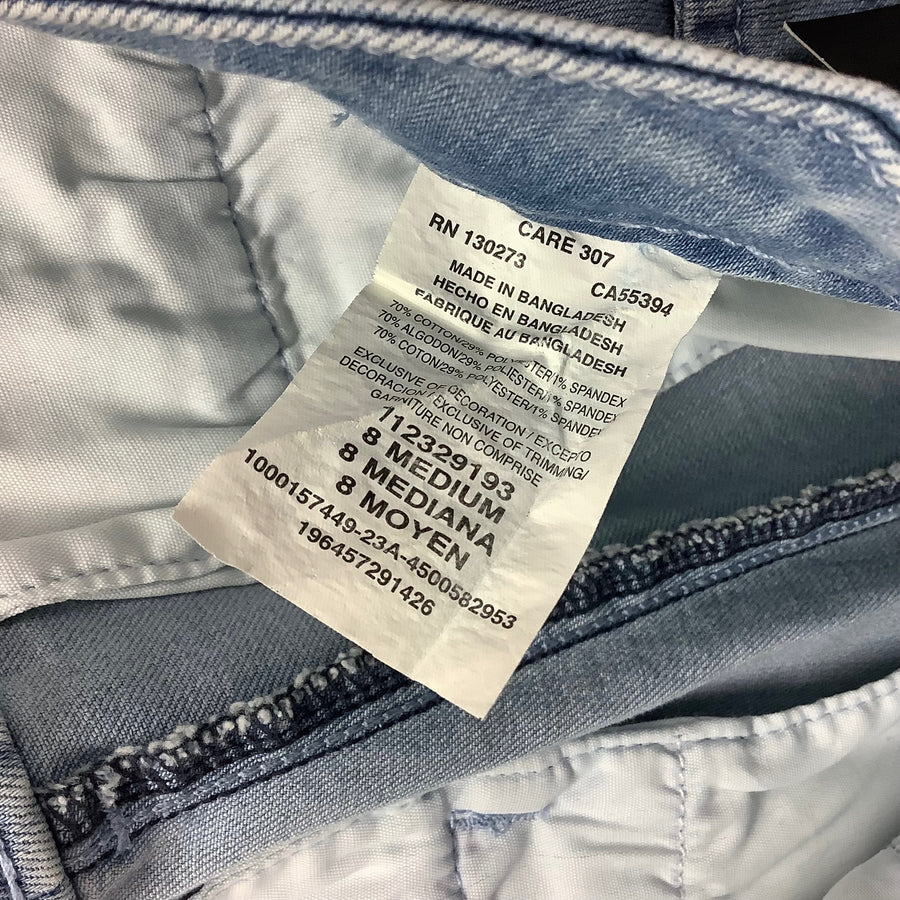 CARE 307
RN 130273 CA55394
MADE IN BANGLADESH
HECHO EN BANGLADESH
FABRIQUE AU BANGLADESH
70% COTTON/29% POLYESTER/1% SPANDEX
70% ALGODON/29% POLIESTER/1% SPANDEX
70% COTON/29% POLYESTER/1% SPANDEX
EXCLUSIVE OF DECORATION / EXCEPTO
DECORACION / EXCLUSIVE OF TRIMMING/
GARNITURE NON COMPRISE
112329193
8 MEDIUM
8 MEDIANA
8 MOYEN
1000157449-23A-4500582953
196457291426